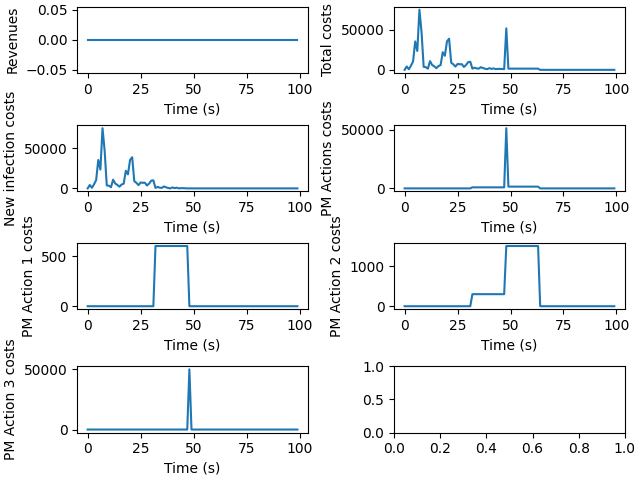 Revenues
0.05
0.00
−0.05
0 25 50 75 100
Time (s)
Total costs
50000
0
0 25 50 75 100
Time (s)
New infection costs
50000
0
0 25 50 75 100
Time (s)
PM Actions costs
50000
0
0 25 50 75 100
Time (s)
PM Action 1 costs
500
0
0 25 50 75 100
Time (s)
PM Action 2 costs
1000
0
0 25 50 75 100
Time (s)
PM Action 3 costs
50000
0
0 25 50 75 100
Time (s)
1.0
0.5
0.0
0.0 0.2 0.4 0.6 0.8 1.0